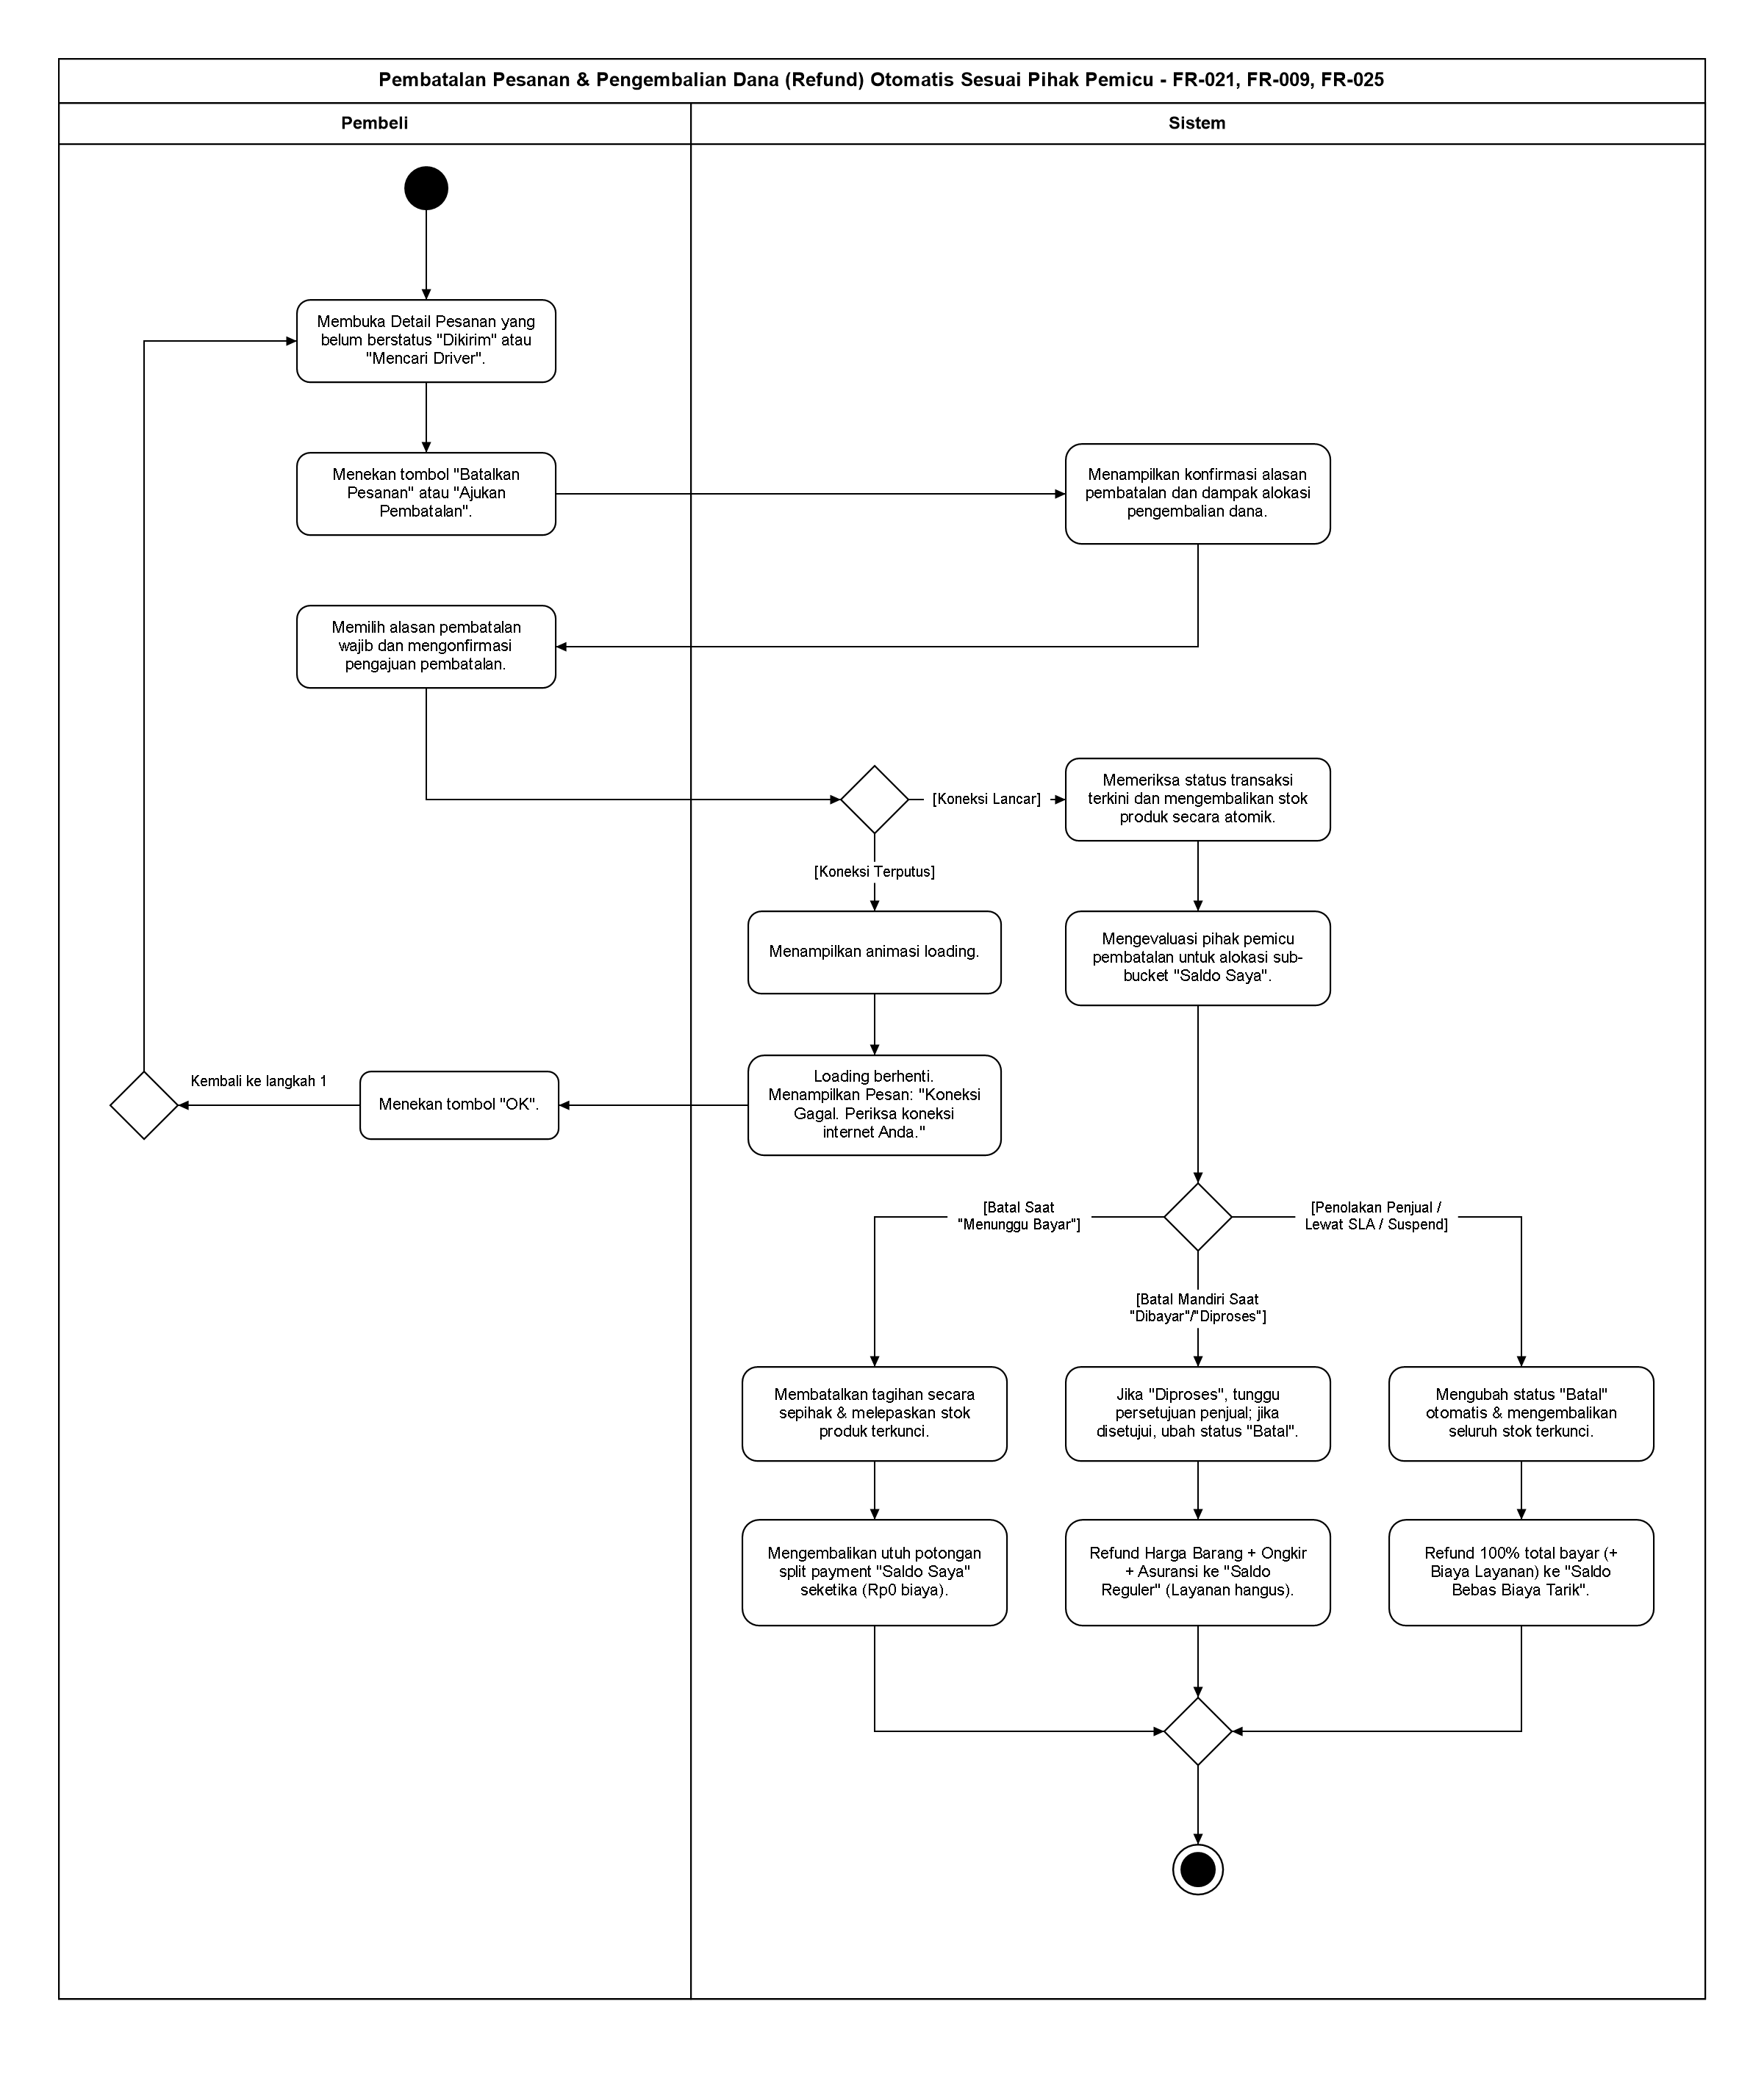 Pembatalan Pesanan & Pengembalian Dana (Refund) Otomatis Sesuai Pihak Pemicu - FR-021, FR-009, FR-025
Pembeli
Sistem
Membuka Detail Pesanan yang
belum berstatus "Dikirim" atau
"Mencari Driver".
Menekan tombol "Batalkan
Pesanan" atau "Ajukan
Pembatalan".
Menampilkan konfirmasi alasan
pembatalan dan dampak alokasi
pengembalian dana.
Memilih alasan pembatalan
wajib dan mengonfirmasi
pengajuan pembatalan.
[Koneksi Lancar]
Memeriksa status transaksi
terkini dan mengembalikan stok
produk secara atomik.
[Koneksi Terputus]
Menampilkan animasi loading.
Mengevaluasi pihak pemicu
pembatalan untuk alokasi sub-
bucket "Saldo Saya".
Loading berhenti.
Menampilkan Pesan: "Koneksi
Gagal. Periksa koneksi
internet Anda."
Menekan tombol "OK".
Kembali ke langkah 1
[Batal Saat
"Menunggu Bayar"]
[Penolakan Penjual /
Lewat SLA / Suspend]
[Batal Mandiri Saat
"Dibayar"/"Diproses"]
Membatalkan tagihan secara
sepihak & melepaskan stok
produk terkunci.
Jika "Diproses", tunggu
persetujuan penjual; jika
disetujui, ubah status "Batal".
Mengubah status "Batal"
otomatis & mengembalikan
seluruh stok terkunci.
Mengembalikan utuh potongan
split payment "Saldo Saya"
seketika (Rp0 biaya).
Refund Harga Barang + Ongkir
+ Asuransi ke "Saldo
Reguler" (Layanan hangus).
Refund 100% total bayar (+
Biaya Layanan) ke "Saldo
Bebas Biaya Tarik".